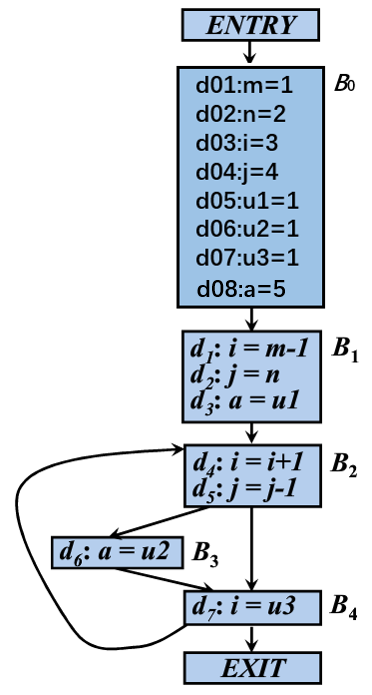 ENTRY
d01:m=1
B₀
d02:n=2
d03:i=3
d04:j=4
d05:u1=1
d06:u2=1
d07:u3=1
d08:a=5
d₁: i = m-1
B₁
d₂: j = n
d₃: a = u1
d₄: i = i+1
B₂
d₅: j = j-1
d₆: a = u2
B₃
d₇: i = u3
B₄
EXIT